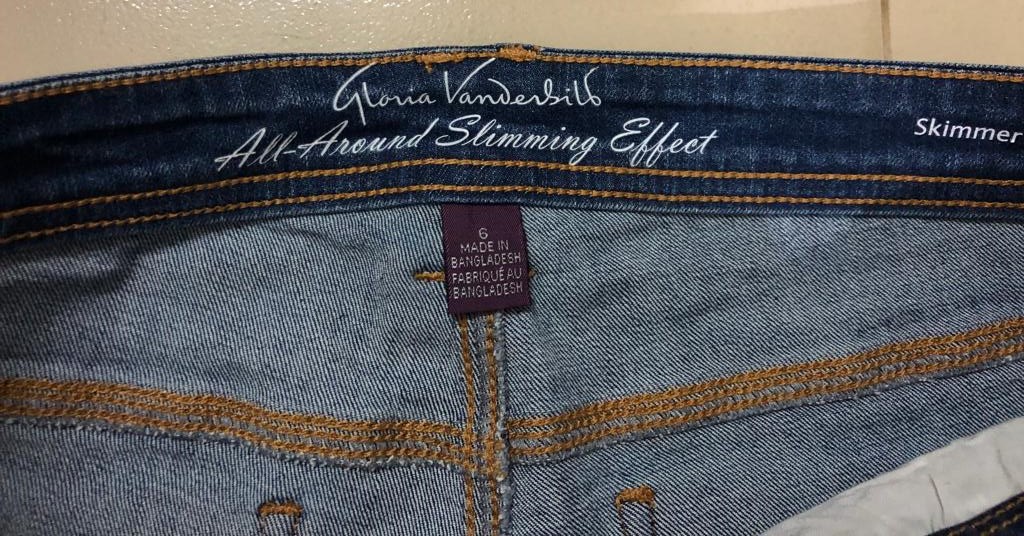 Gloria Vanderbilt
All-Around Slimming Effect
Skimmer
6
MADE IN
BANGLADESH
FABRIQUÉ AU
BANGLADESH